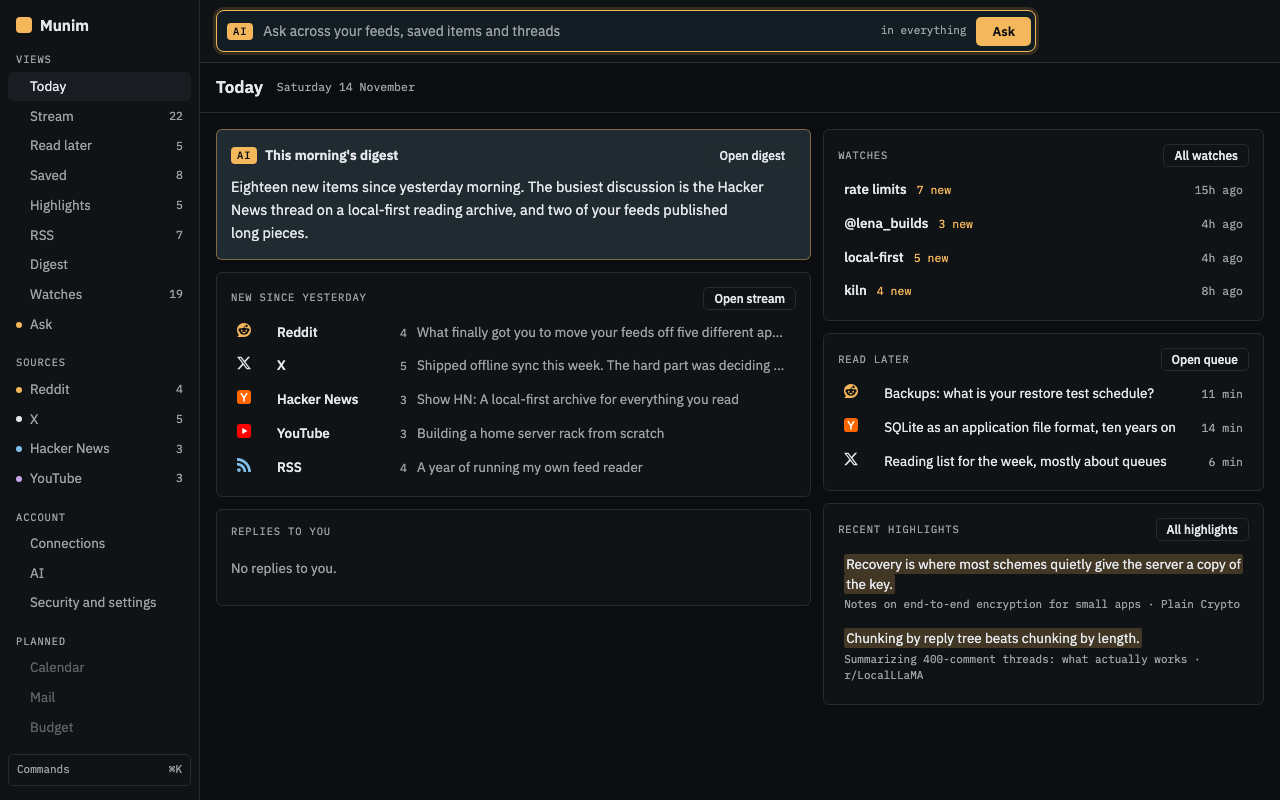 Munim
VIEWS
Today
Stream 22
Read later 5
Saved 8
Highlights 5
RSS 7
Digest
Watches 19
Ask
SOURCES
Reddit 4
X 5
Hacker News 3
YouTube 3
ACCOUNT
Connections
AI
Security and settings
PLANNED
Calendar
Mail
Budget
Commands ⌘K
AI Ask across your feeds, saved items and threads in everything Ask
Today Saturday 14 November
AI This morning's digest Open digest
Eighteen new items since yesterday morning. The busiest discussion is the Hacker
News thread on a local-first reading archive, and two of your feeds published
long pieces.
NEW SINCE YESTERDAY Open stream
Reddit 4 What finally got you to move your feeds off five different ap...
X 5 Shipped offline sync this week. The hard part was deciding ...
Hacker News 3 Show HN: A local-first archive for everything you read
YouTube 3 Building a home server rack from scratch
RSS 4 A year of running my own feed reader
REPLIES TO YOU
No replies to you.
WATCHES All watches
rate limits 7 new 15h ago
@lena_builds 3 new 4h ago
local-first 5 new 4h ago
kiln 4 new 8h ago
READ LATER Open queue
Backups: what is your restore test schedule? 11 min
SQLite as an application file format, ten years on 14 min
Reading list for the week, mostly about queues 6 min
RECENT HIGHLIGHTS All highlights
Recovery is where most schemes quietly give the server a copy of
the key.
Notes on end-to-end encryption for small apps · Plain Crypto
Chunking by reply tree beats chunking by length.
Summarizing 400-comment threads: what actually works ·
r/LocalLLaMA